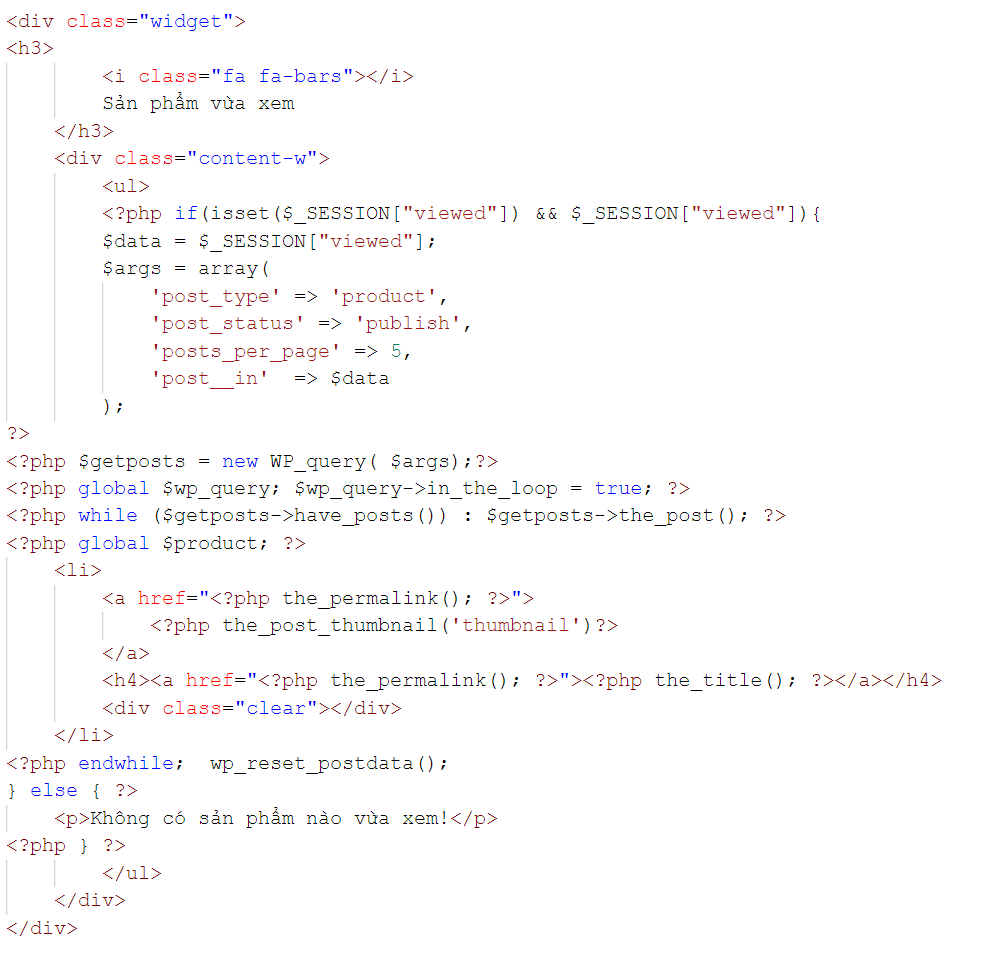 <div class="widget">
<h3>
<i class="fa fa-bars"></i>
Sản phẩm vừa xem
</h3>
<div class="content-w">
<ul>
<?php if(isset($_SESSION["viewed"]) && $_SESSION["viewed"]){
$data = $_SESSION["viewed"];
$args = array(
'post_type' => 'product',
'post_status' => 'publish',
'posts_per_page' => 5,
'post__in'  => $data
);
?>
<?php $getposts = new WP_query( $args);?>
<?php global $wp_query; $wp_query->in_the_loop = true; ?>
<?php while ($getposts->have_posts()) : $getposts->the_post(); ?>
<?php global $product; ?>
<li>
<a href="<?php the_permalink(); ?>">
<?php the_post_thumbnail('thumbnail')?>
</a>
<h4><a href="<?php the_permalink(); ?>"><?php the_title(); ?></a></h4>
<div class="clear"></div>
</li>
<?php endwhile;  wp_reset_postdata();
} else { ?>
<p>Không có sản phẩm nào vừa xem!</p>
<?php } ?>
</ul>
</div>
</div>